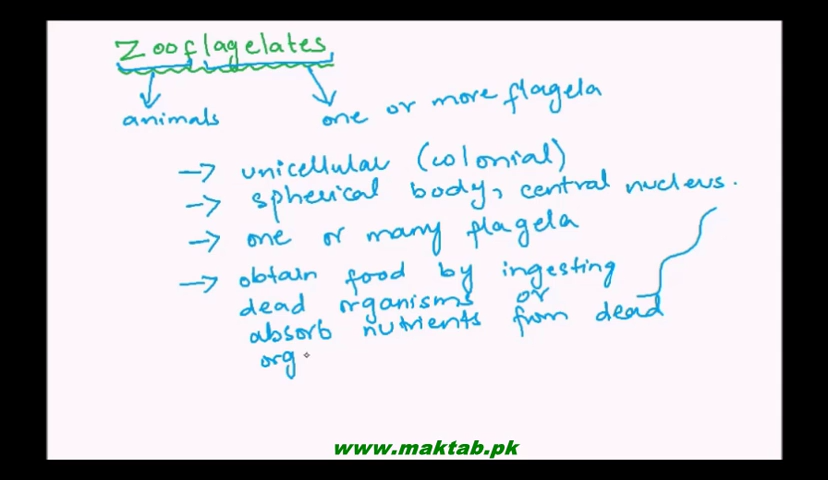 Zooflagelates
animals one or more flagela
→ unicellular (colonial)
→ spherical body, central nucleus.
→ one or many flagela
→ obtain food by ingesting
dead organisms or
absorb nutrients from dead
org
www.maktab.pk